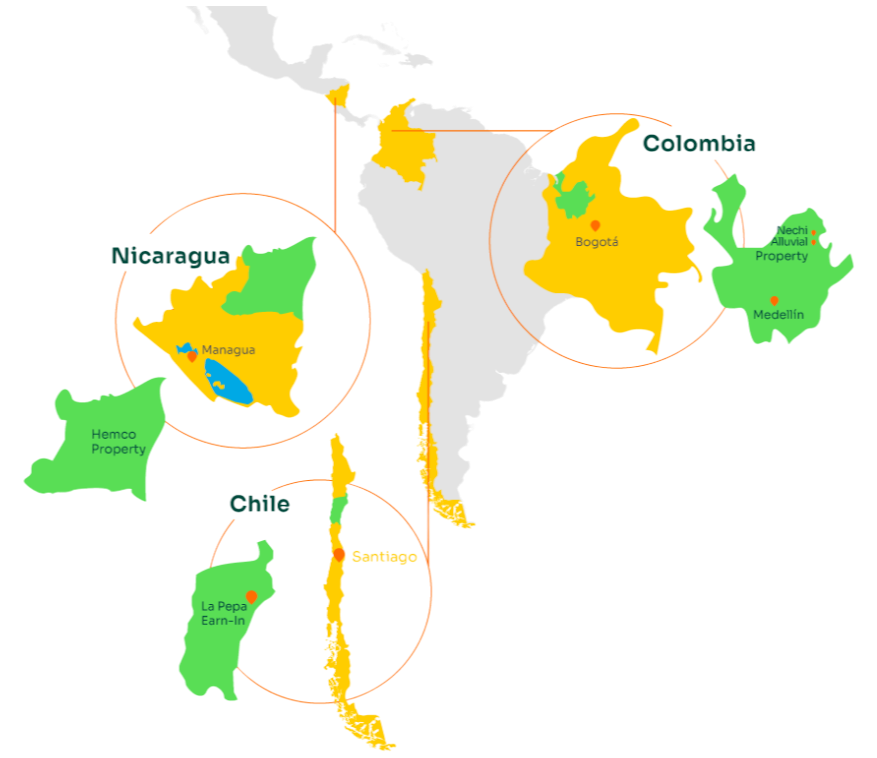 Colombia
Bogotá
Nechi
Alluvial
Property
Medellín
Nicaragua
Managua
Hemco
Property
Chile
Santiago
La Pepa
Earn-In